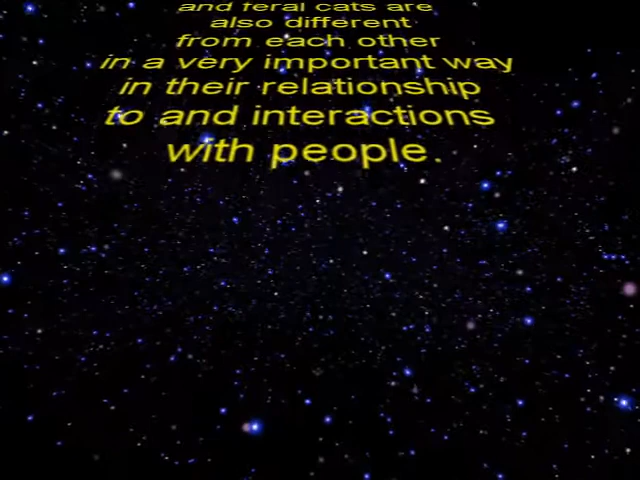 and feral cats are
also different
from each other
in a very important way
in their relationship
to and interactions
with people.